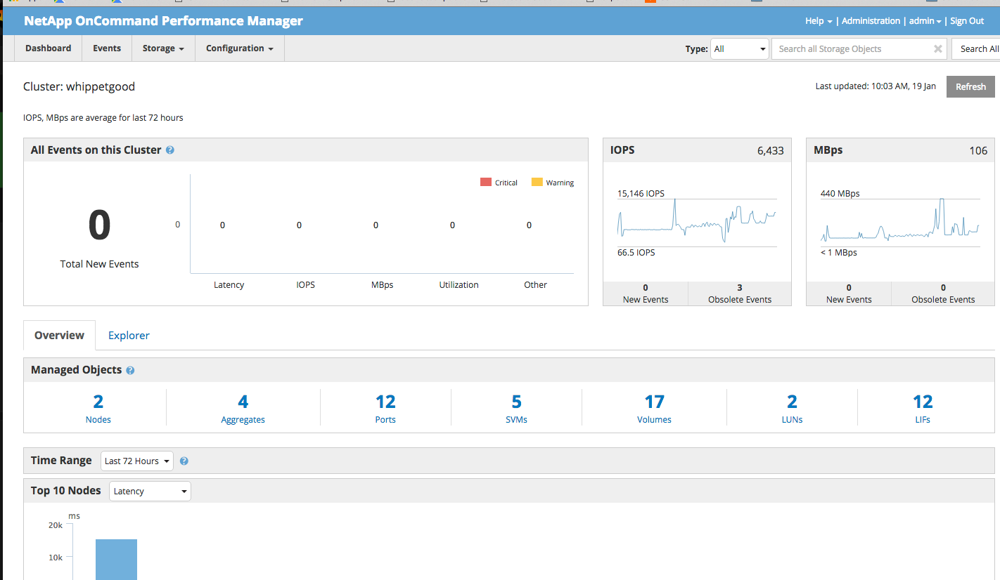 NetApp OnCommand Performance Manager
Help | Administration | admin | Sign Out
Dashboard Events Storage Configuration Type: All Search all Storage Objects Search All
Cluster: whippetgood Last updated: 10:03 AM, 19 Jan Refresh
IOPS, MBps are average for last 72 hours
All Events on this Cluster ?
Critical Warning
0
Total New Events
0 0 0 0 0 0
Latency IOPS MBps Utilization Other
IOPS 6,433
15,146 IOPS
66.5 IOPS
0 3
New Events Obsolete Events
MBps 106
440 MBps
< 1 MBps
0 0
New Events Obsolete Events
Overview Explorer
Managed Objects ?
2 4 12 5 17 2 12
Nodes Aggregates Ports SVMs Volumes LUNs LIFs
Time Range Last 72 Hours ?
Top 10 Nodes Latency
ms
20k
10k